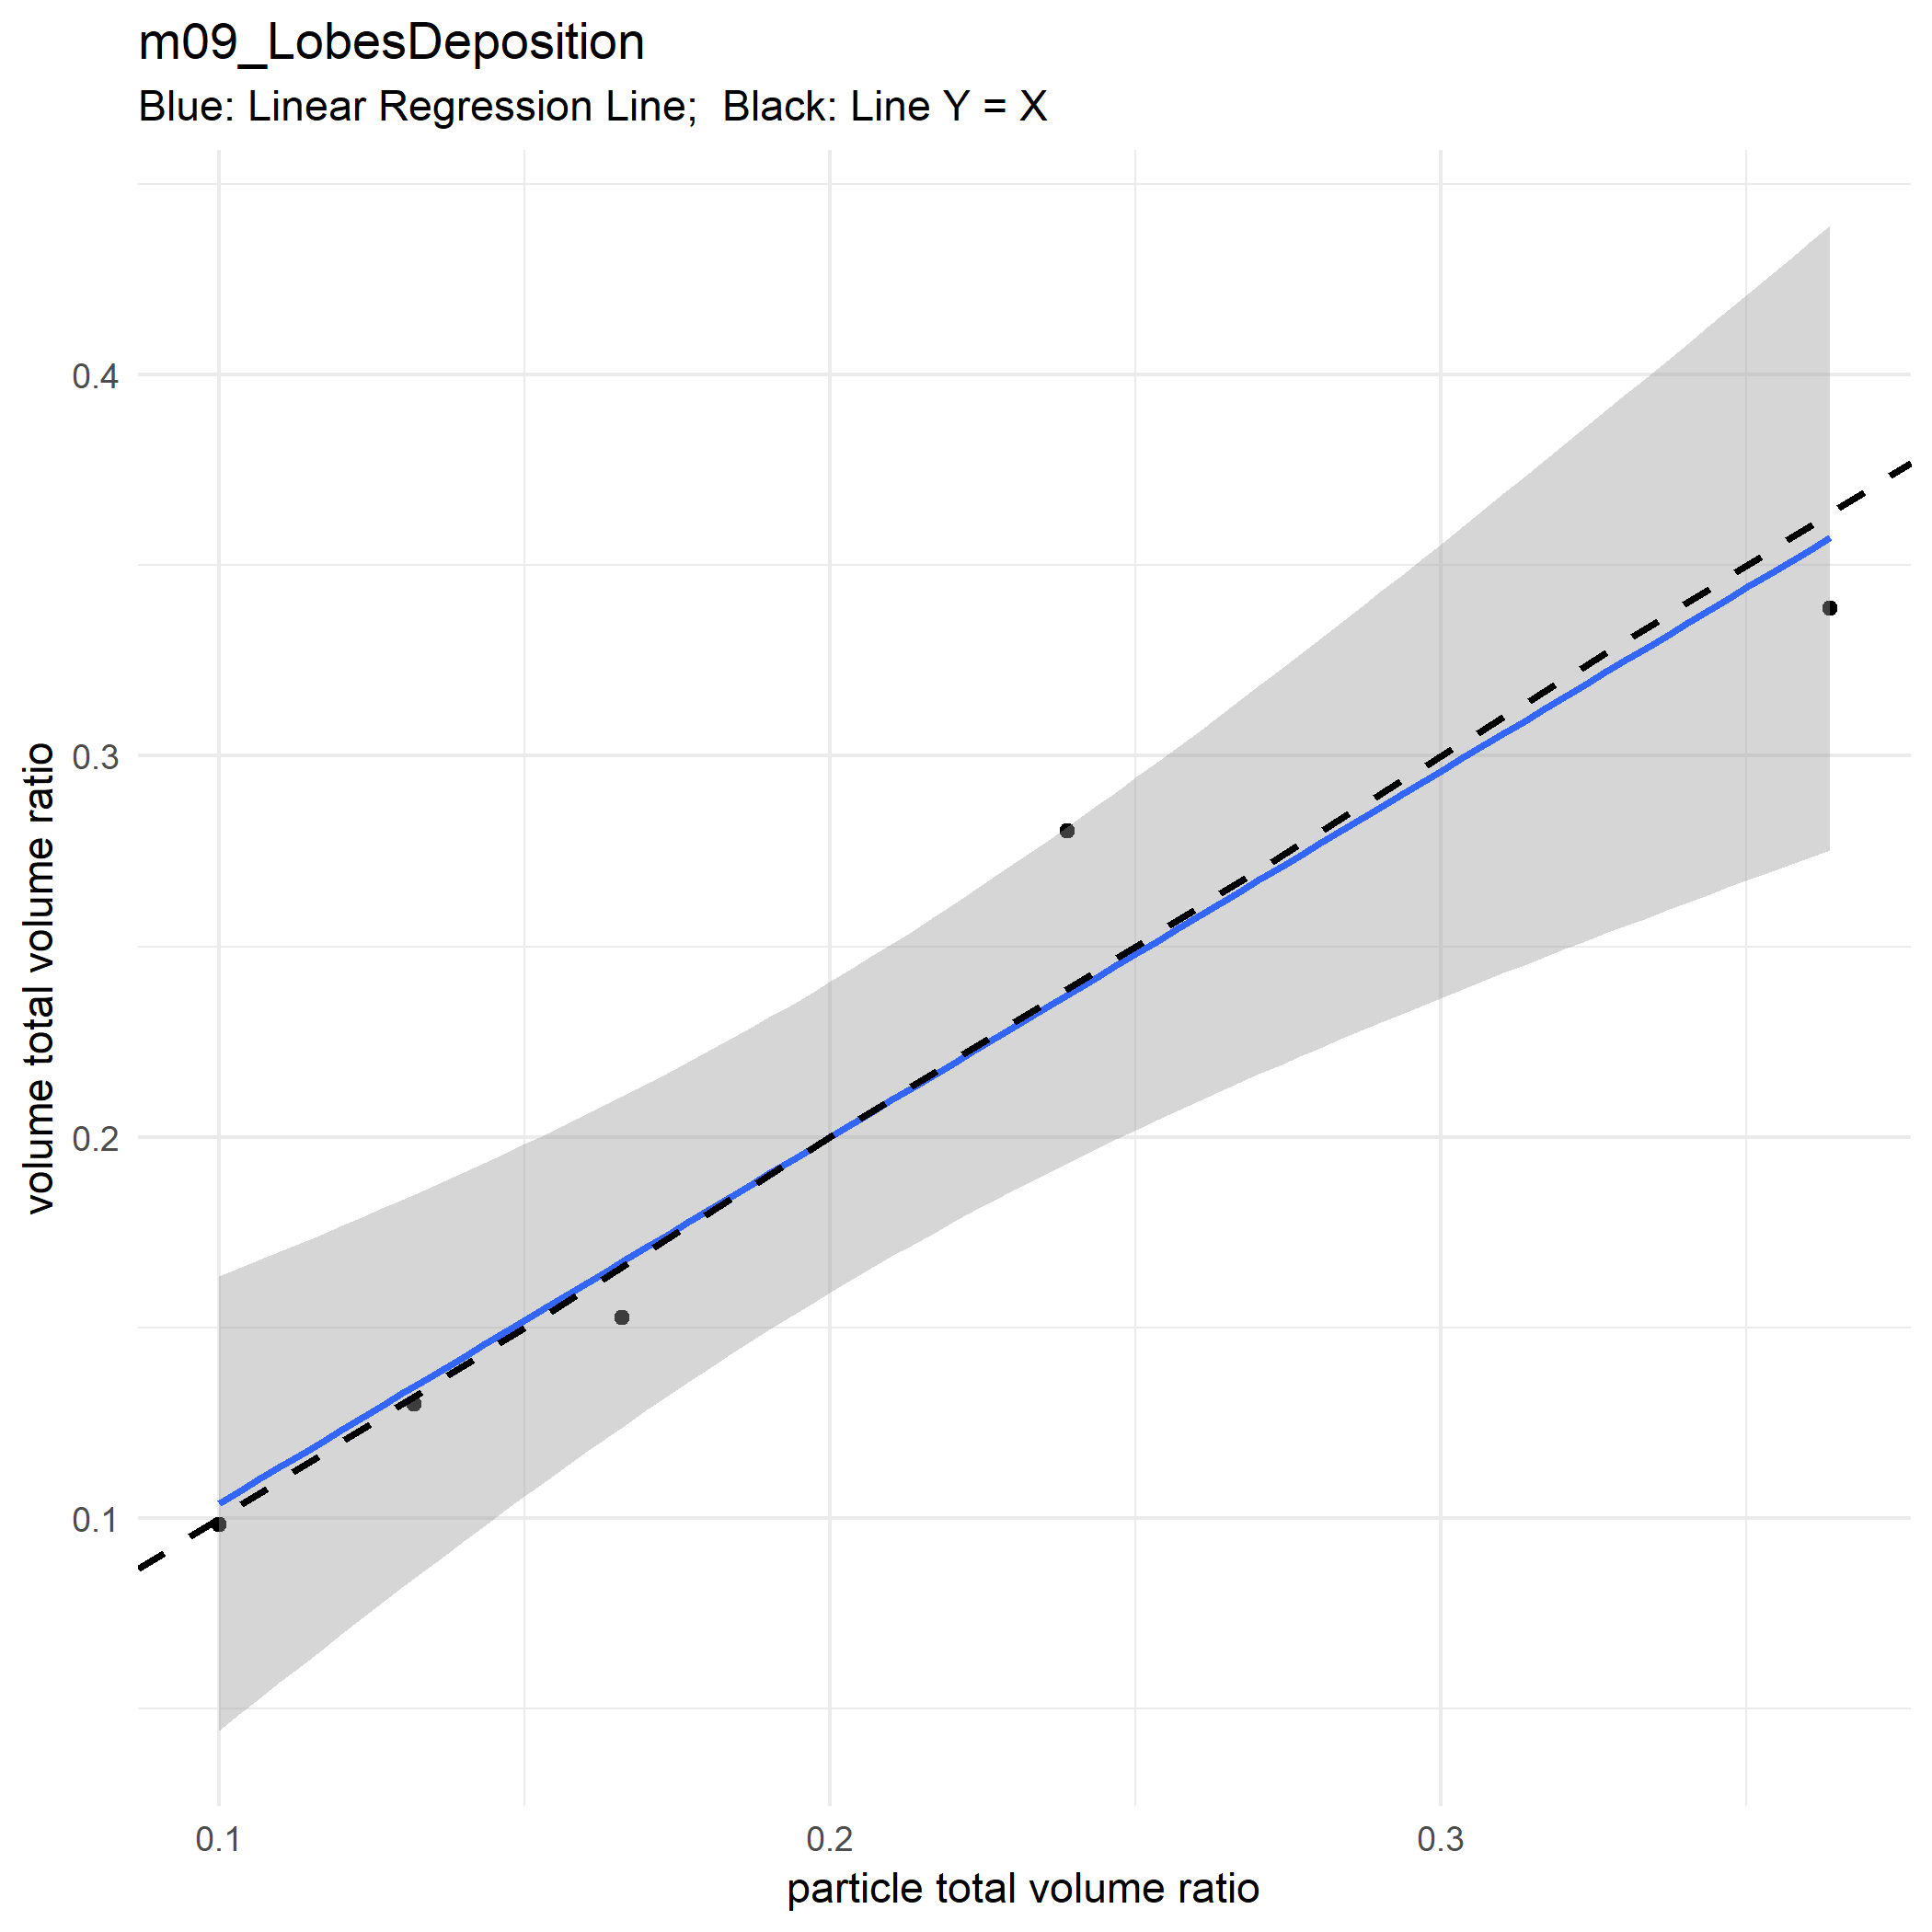 m09_LobesDeposition
Blue: Linear Regression Line;  Black: Line Y = X
volume total volume ratio
0.4
0.3
0.2
0.1
0.1
0.2
0.3
particle total volume ratio